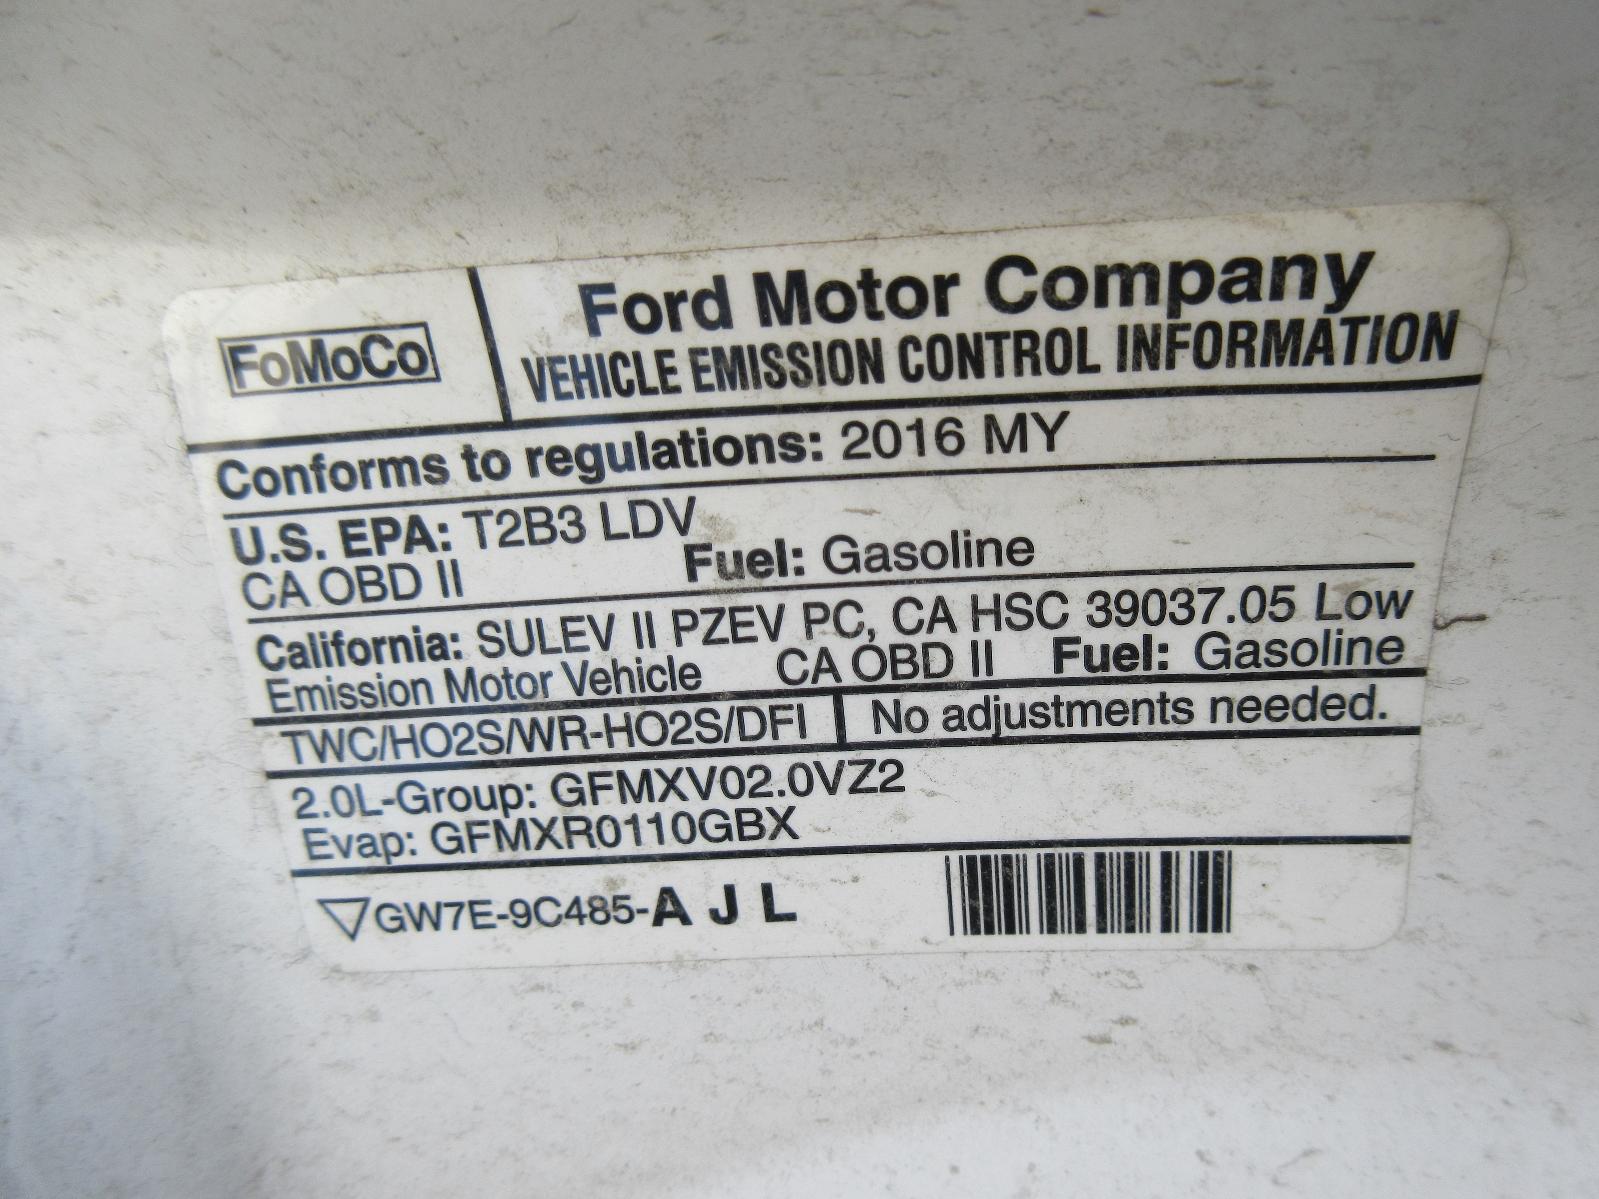 FoMoCo
Ford Motor Company
VEHICLE EMISSION CONTROL INFORMATION
Conforms to regulations: 2016 MY
U.S. EPA: T2B3 LDV
CA OBD II Fuel: Gasoline
California: SULEV II PZEV PC, CA HSC 39037.05 Low
Emission Motor Vehicle CA OBD II Fuel: Gasoline
TWC/HO2S/WR-HO2S/DFI No adjustments needed.
2.0L-Group: GFMXV02.0VZ2
Evap: GFMXR0110GBX
GW7E-9C485-A J L